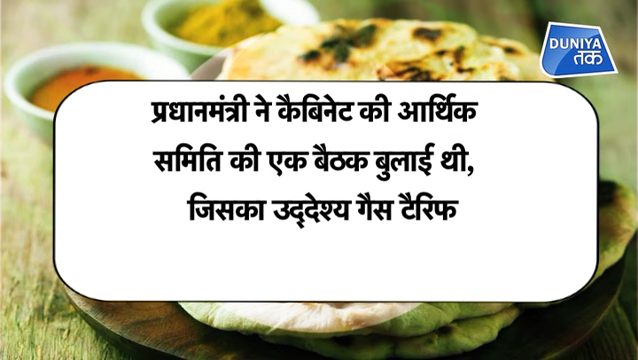 DUNIYA
तक
प्रधानमंत्री ने कैबिनेट की आर्थिक
समिति की एक बैठक बुलाई थी,
जिसका उद्देश्य गैस टैरिफ